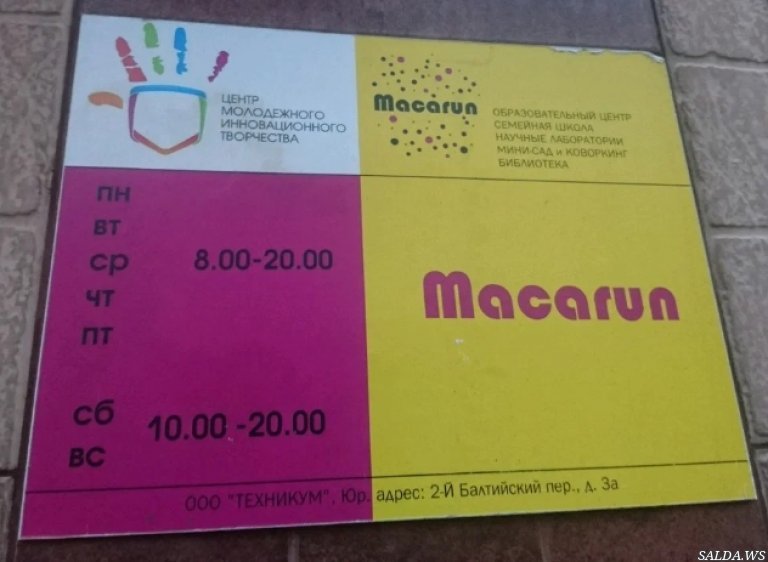 ЦЕНТР
МОЛОДЕЖНОГО
ИННОВАЦИОННОГО
ТВОРЧЕСТВА
Macarun
ОБРАЗОВАТЕЛЬНЫЙ ЦЕНТР
СЕМЕЙНАЯ ШКОЛА
НАУЧНЫЕ ЛАБОРАТОРИИ
МИНИ-САД и КОВОРКИНГ
БИБЛИОТЕКА
ПН
ВТ
СР 8.00-20.00
ЧТ
ПТ
Macarun
СБ 10.00 -20.00
ВС
ООО "ТЕХНИКУМ", Юр. адрес: 2-Й Балтийский пер., д. 3а
SALDA.WS